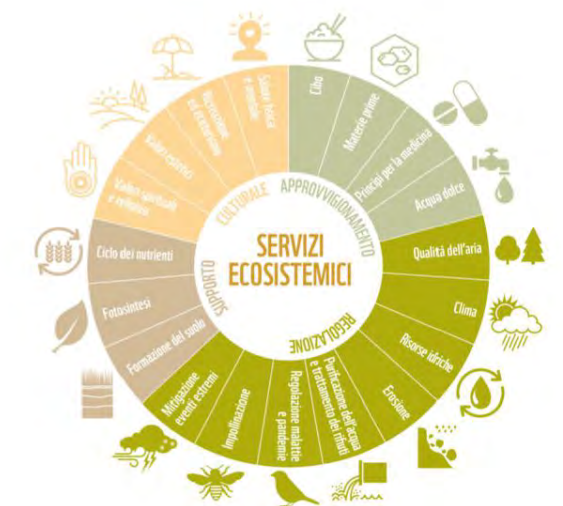 SERVIZI
ECOSISTEMICI
APPROVVIGIONAMENTO
Cibo
Materie prime
Principi per la medicina
Acqua dolce
REGOLAZIONE
Qualità dell'aria
Clima
Risorse idriche
Erosione
Purificazione dell'acqua
e trattamento dei rifiuti
Regolazione malattie
e pandemie
Impollinazione
Mitigazione
eventi estremi
SUPPORTO
Formazione del suolo
Fotosintesi
Ciclo dei nutrienti
CULTURALE
Valori spirituali
e religiosi
Valori estetici
Ricreazione
ed ecoturismo
Salute fisica
e mentale